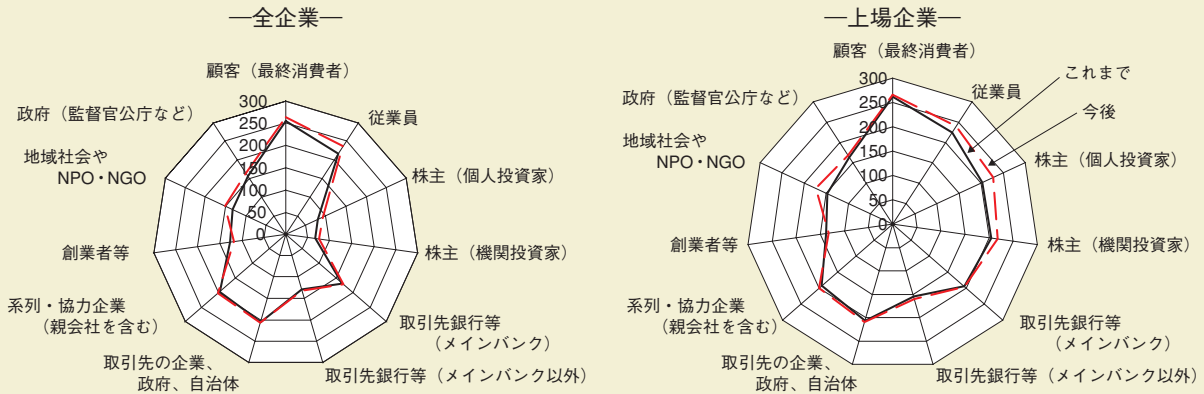 ―全企業―
顧客（最終消費者）
政府（監督官公庁など）
300
250
200
150
100
50
0
従業員
地域社会や
NPO・NGO
株主（個人投資家）
創業者等
株主（機関投資家）
系列・協力企業
（親会社を含む）
取引先銀行等
（メインバンク）
取引先の企業、
政府、自治体
取引先銀行等（メインバンク以外）
―上場企業―
顧客（最終消費者）
これまで
政府（監督官公庁など）
300
250
200
150
100
50
0
従業員
今後
地域社会や
NPO・NGO
株主（個人投資家）
創業者等
株主（機関投資家）
系列・協力企業
（親会社を含む）
取引先銀行等
（メインバンク）
取引先の企業、
政府、自治体
取引先銀行等（メインバンク以外）